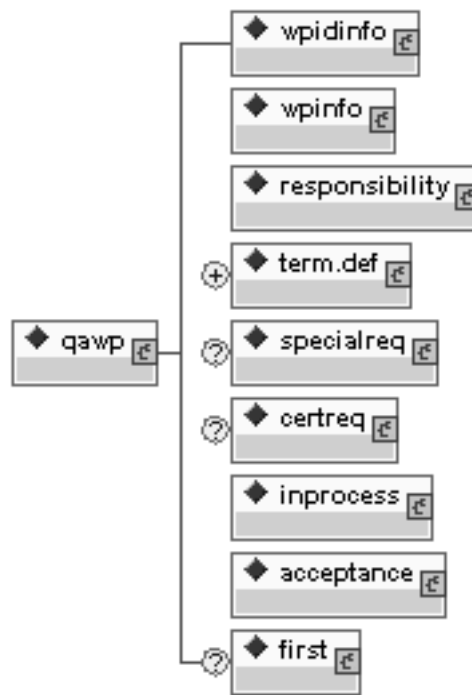 wpidinfo
wpinfo
responsibility
+ term.def
qawp
? specialreq
? certreq
inprocess
acceptance
? first